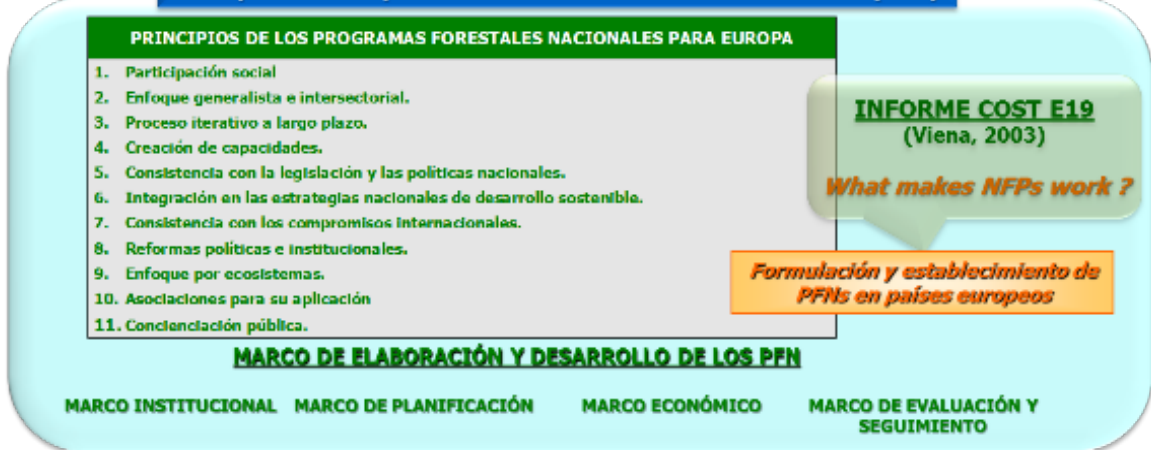 PRINCIPIOS DE LOS PROGRAMAS FORESTALES NACIONALES PARA EUROPA
1. Participación social
2. Enfoque generalista e intersectorial.
3. Proceso iterativo a largo plazo.
4. Creación de capacidades.
5. Consistencia con la legislación y las políticas nacionales.
6. Integración en las estrategias nacionales de desarrollo sostenible.
7. Consistencia con los compromisos internacionales.
8. Reformas políticas e institucionales.
9. Enfoque por ecosistemas.
10. Asociaciones para su aplicación
11. Concienciación pública.
INFORME COST E19
(Viena, 2003)
What makes NFPs work ?
Formulación y establecimiento de
PFNs en países europeos
MARCO DE ELABORACIÓN Y DESARROLLO DE LOS PFN
MARCO INSTITUCIONAL
MARCO DE PLANIFICACIÓN
MARCO ECONÓMICO
MARCO DE EVALUACIÓN Y
SEGUIMIENTO